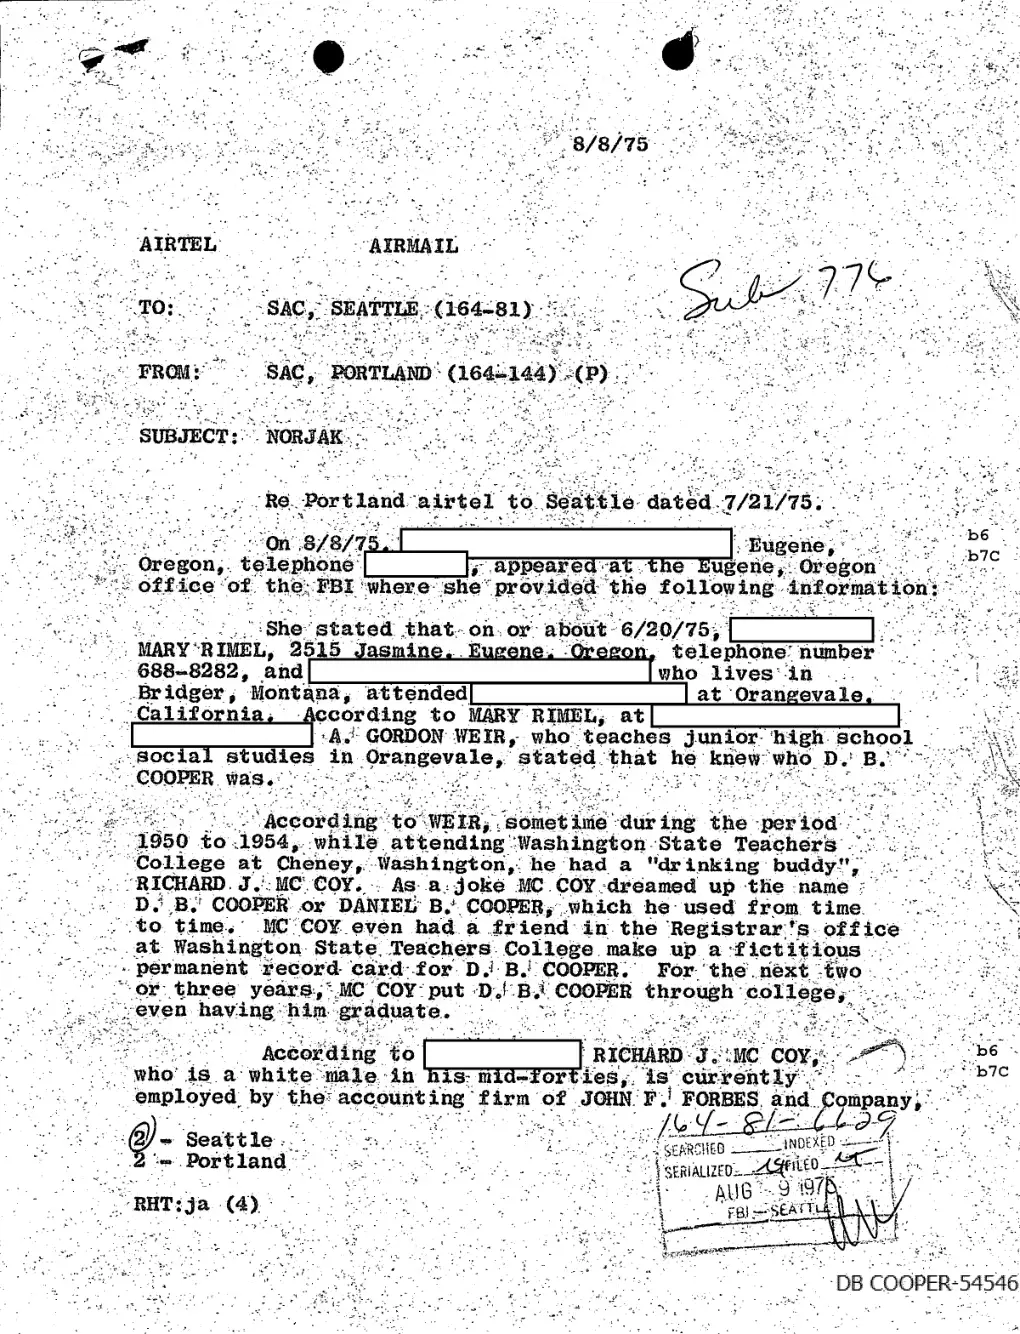 8/8/75
AIRTEL AIRMAIL
Sub 776
TO: SAC, SEATTLE (164-81)
FROM: SAC, PORTLAND (164-144) (P)
SUBJECT: NORJAK
Re Portland airtel to Seattle dated 7/21/75.
On 8/8/75, Eugene, b6
Oregon, telephone , appeared at the Eugene, Oregon b7C
office of the FBI where she provided the following information:
She stated that on or about 6/20/75,
MARY RIMEL, 2515 Jasmine, Eugene, Oregon, telephone number
688-8282, and who lives in
Bridger, Montana, attended at Orangevale,
California. According to MARY RIMEL, at
A. GORDON WEIR, who teaches junior high school
social studies in Orangevale, stated that he knew who D. B.
COOPER was.
According to WEIR, sometime during the period
1950 to 1954, while attending Washington State Teachers
College at Cheney, Washington, he had a "drinking buddy",
RICHARD J. MC COY. As a joke MC COY dreamed up the name
D. B. COOPER or DANIEL B. COOPER, which he used from time
to time. MC COY even had a friend in the Registrar's office
at Washington State Teachers College make up a fictitious
permanent record card for D. B. COOPER. For the next two
or three years, MC COY put D. B. COOPER through college,
even having him graduate.
According to RICHARD J. MC COY, b6
who is a white male in his mid-forties, is currently b7C
employed by the accounting firm of JOHN F. FORBES and Company,
164-81-6629
2 - Seattle
2 - Portland
RHT:ja (4)
SEARCHED INDEXED
SERIALIZED FILED
AUG 9 197
FBI - SEATTLE
DB COOPER-54546